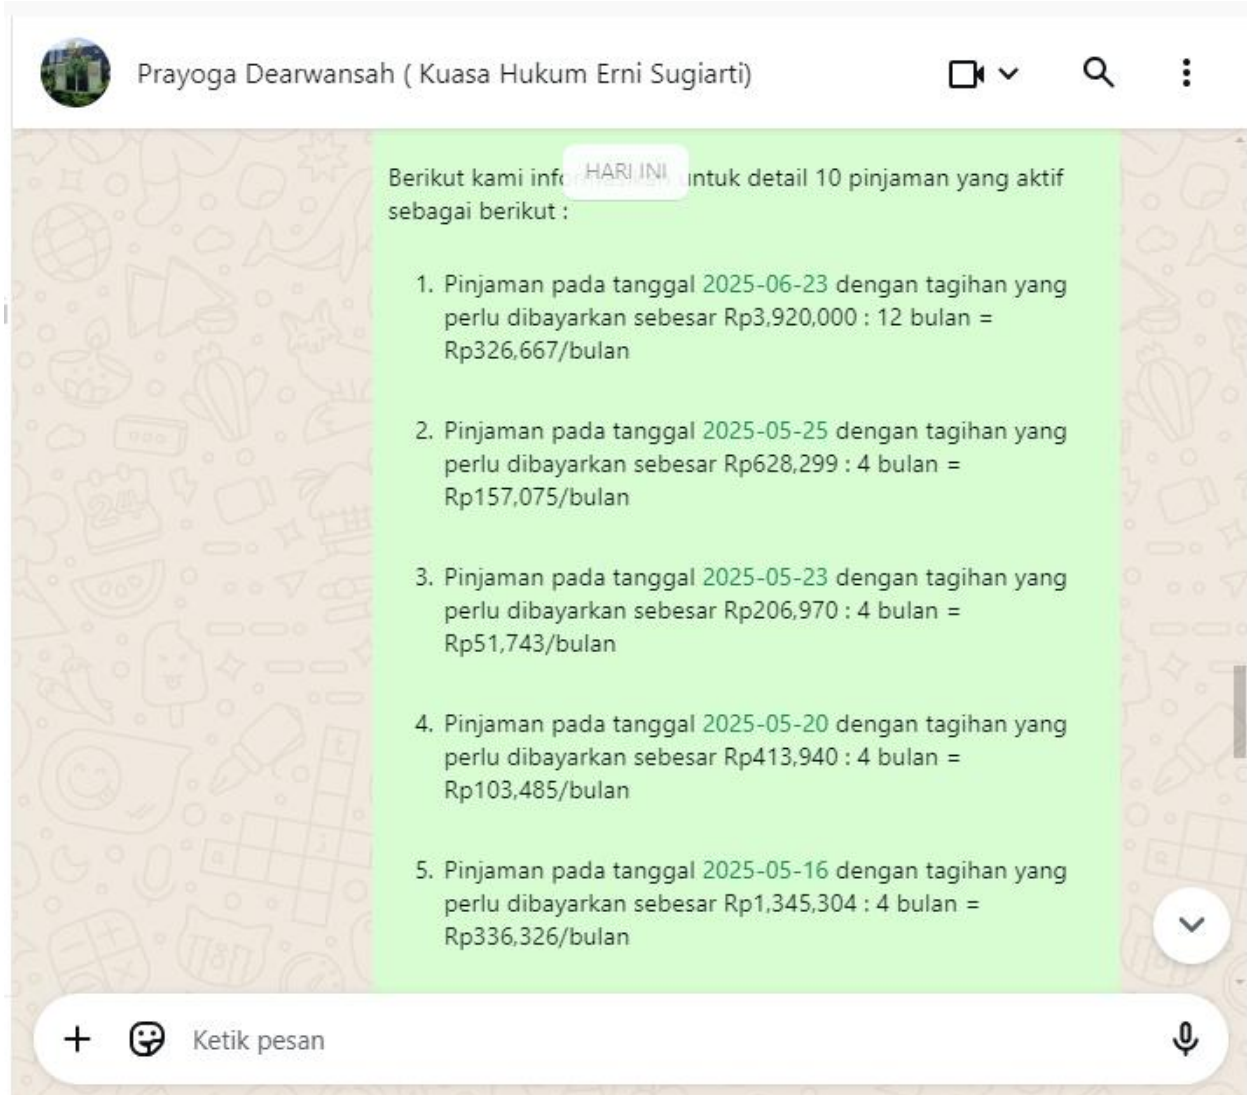 Prayoga Dearwansah ( Kuasa Hukum Erni Sugiarti)
HARI INI
Berikut kami untuk detail 10 pinjaman yang aktif
sebagai berikut :
1. Pinjaman pada tanggal 2025-06-23 dengan tagihan yang
perlu dibayarkan sebesar Rp3,920,000 : 12 bulan =
Rp326,667/bulan
2. Pinjaman pada tanggal 2025-05-25 dengan tagihan yang
perlu dibayarkan sebesar Rp628,299 : 4 bulan =
Rp157,075/bulan
3. Pinjaman pada tanggal 2025-05-23 dengan tagihan yang
perlu dibayarkan sebesar Rp206,970 : 4 bulan =
Rp51,743/bulan
4. Pinjaman pada tanggal 2025-05-20 dengan tagihan yang
perlu dibayarkan sebesar Rp413,940 : 4 bulan =
Rp103,485/bulan
5. Pinjaman pada tanggal 2025-05-16 dengan tagihan yang
perlu dibayarkan sebesar Rp1,345,304 : 4 bulan =
Rp336,326/bulan
Ketik pesan